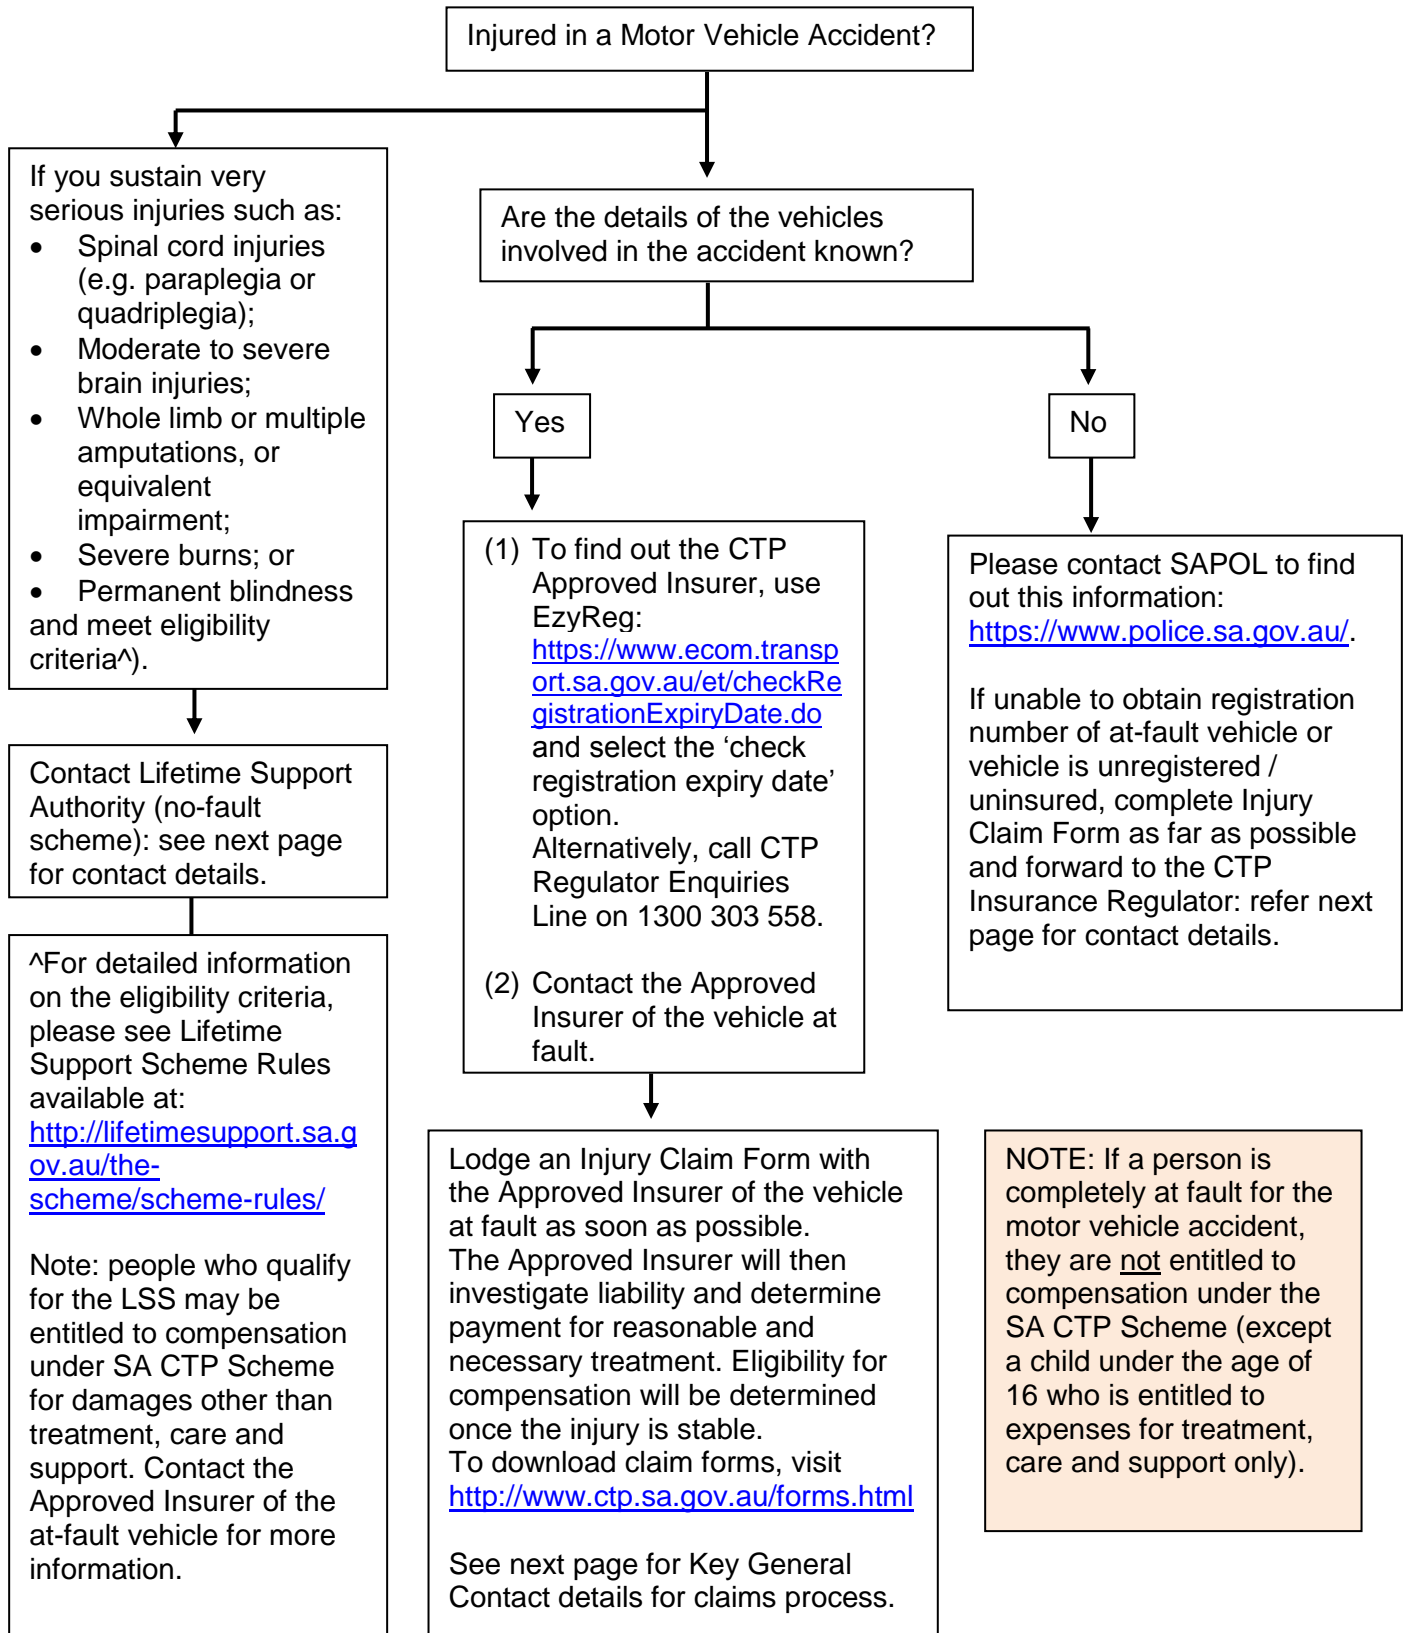 Injured in a Motor Vehicle Accident?
If you sustain very
serious injuries such as:
• Spinal cord injuries
(e.g. paraplegia or
quadriplegia);
• Moderate to severe
brain injuries;
• Whole limb or multiple
amputations, or
equivalent
impairment;
• Severe burns; or
• Permanent blindness
and meet eligibility
criteria^).
Contact Lifetime Support
Authority (no-fault
scheme): see next page
for contact details.
^For detailed information
on the eligibility criteria,
please see Lifetime
Support Scheme Rules
available at:
http://lifetimesupport.sa.g
ov.au/the-
scheme/scheme-rules/
Note: people who qualify
for the LSS may be
entitled to compensation
under SA CTP Scheme
for damages other than
treatment, care and
support. Contact the
Approved Insurer of the
at-fault vehicle for more
information.
Are the details of the vehicles
involved in the accident known?
Yes
(1) To find out the CTP
Approved Insurer, use
EzyReg:
https://www.ecom.transp
ort.sa.gov.au/et/checkRe
gistrationExpiryDate.do
and select the ‘check
registration expiry date’
option.
Alternatively, call CTP
Regulator Enquiries
Line on 1300 303 558.
(2) Contact the Approved
Insurer of the vehicle at
fault.
Lodge an Injury Claim Form with
the Approved Insurer of the vehicle
at fault as soon as possible.
The Approved Insurer will then
investigate liability and determine
payment for reasonable and
necessary treatment. Eligibility for
compensation will be determined
once the injury is stable.
To download claim forms, visit
http://www.ctp.sa.gov.au/forms.html
See next page for Key General
Contact details for claims process.
No
Please contact SAPOL to find
out this information:
https://www.police.sa.gov.au/.
If unable to obtain registration
number of at-fault vehicle or
vehicle is unregistered /
uninsured, complete Injury
Claim Form as far as possible
and forward to the CTP
Insurance Regulator: refer next
page for contact details.
NOTE: If a person is
completely at fault for the
motor vehicle accident,
they are not entitled to
compensation under the
SA CTP Scheme (except
a child under the age of
16 who is entitled to
expenses for treatment,
care and support only).